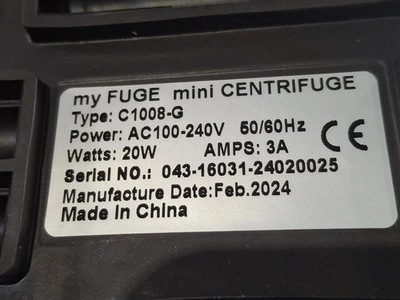 my FUGE mini CENTRIFUGE
Type: C1008-G
Power: AC100-240V 50/60Hz
Watts: 20W AMPS: 3A
CE
Serial NO.: 043-16031-24020025
Manufacture Date:Feb.2024
Made In China